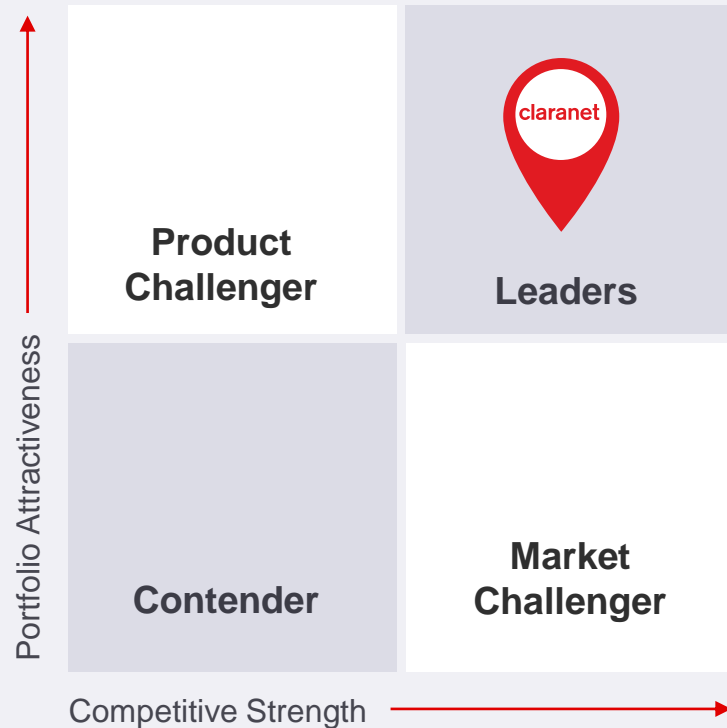 claranet
Product
Challenger
Leaders
Portfolio Attractiveness
Contender
Market
Challenger
Competitive Strength